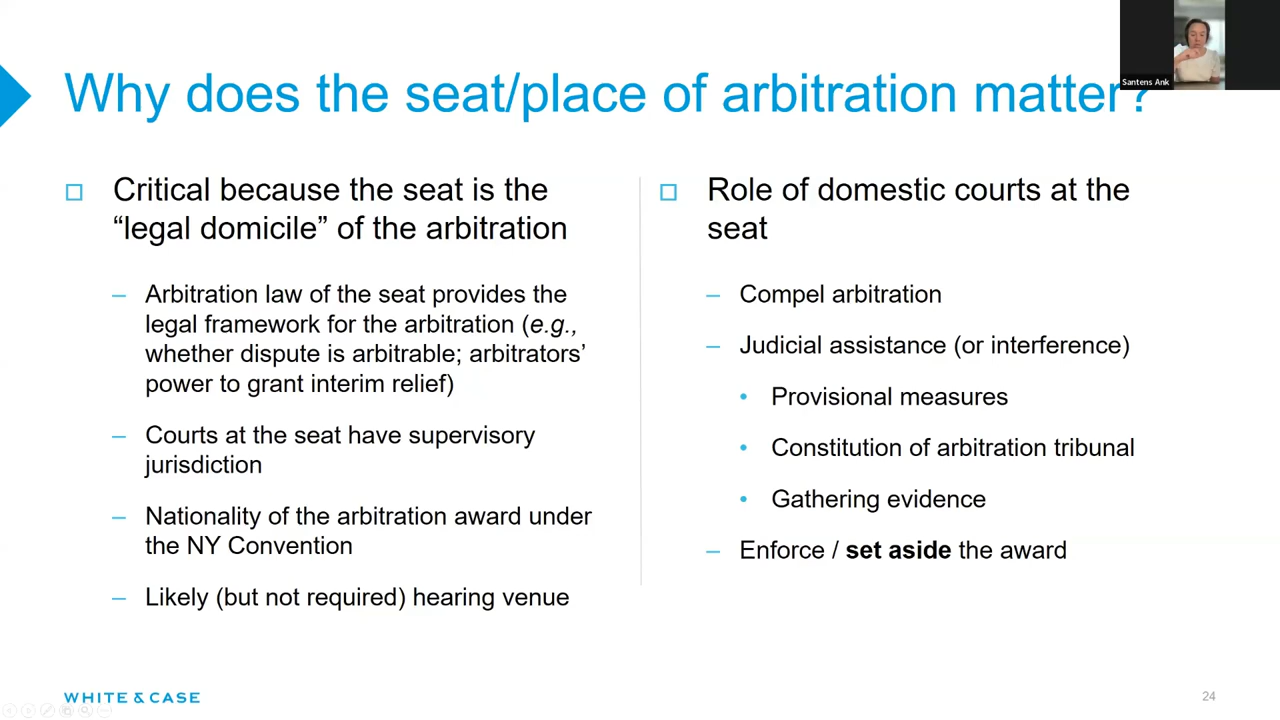 Santens Ank
Why does the seat/place of arbitration matter?
Critical because the seat is the
“legal domicile” of the arbitration
– Arbitration law of the seat provides the
legal framework for the arbitration (e.g.,
whether dispute is arbitrable; arbitrators’
power to grant interim relief)
– Courts at the seat have supervisory
jurisdiction
– Nationality of the arbitration award under
the NY Convention
– Likely (but not required) hearing venue
Role of domestic courts at the
seat
– Compel arbitration
– Judicial assistance (or interference)
• Provisional measures
• Constitution of arbitration tribunal
• Gathering evidence
– Enforce / set aside the award
WHITE & CASE
24